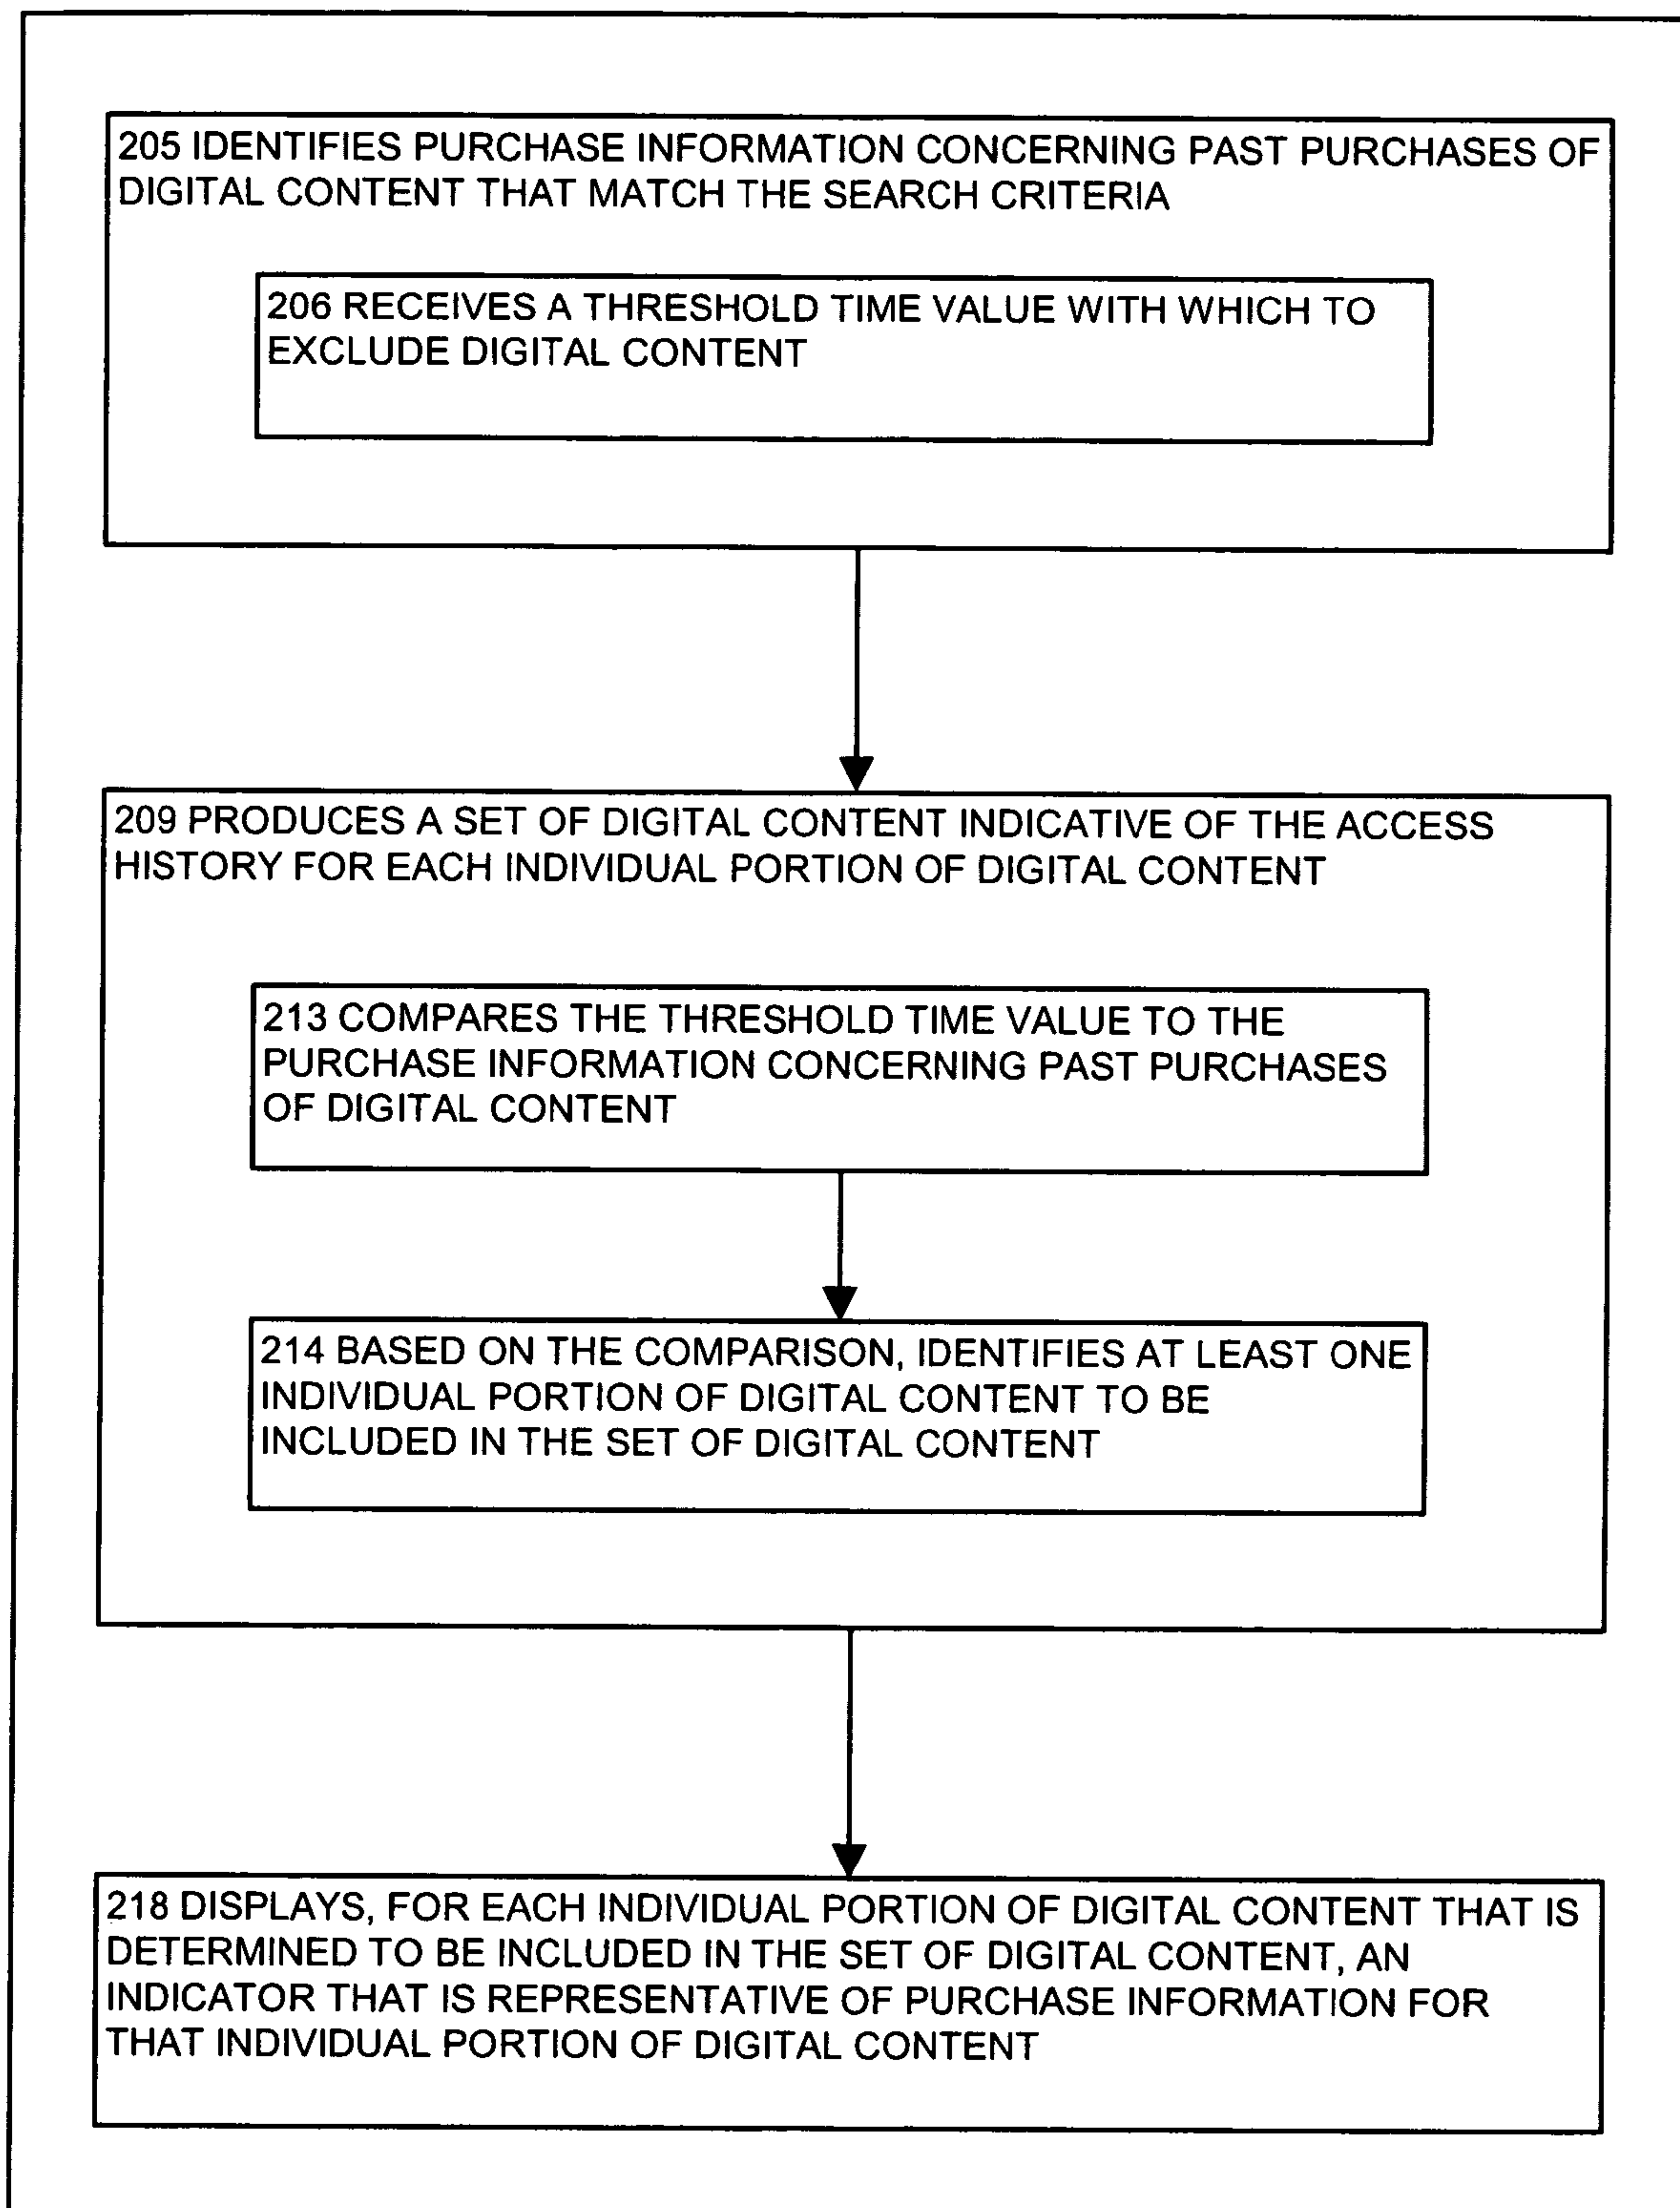 205 IDENTIFIES PURCHASE INFORMATION CONCERNING PAST PURCHASES OF
DIGITAL CONTENT THAT MATCH THE SEARCH CRITERIA
206 RECEIVES A THRESHOLD TIME VALUE WITH WHICH TO
EXCLUDE DIGITAL CONTENT
209 PRODUCES A SET OF DIGITAL CONTENT INDICATIVE OF THE ACCESS
HISTORY FOR EACH INDIVIDUAL PORTION OF DIGITAL CONTENT
213 COMPARES THE THRESHOLD TIME VALUE TO THE
PURCHASE INFORMATION CONCERNING PAST PURCHASES
OF DIGITAL CONTENT
214 BASED ON THE COMPARISON, IDENTIFIES AT LEAST ONE
INDIVIDUAL PORTION OF DIGITAL CONTENT TO BE
INCLUDED IN THE SET OF DIGITAL CONTENT
218 DISPLAYS, FOR EACH INDIVIDUAL PORTION OF DIGITAL CONTENT THAT IS
DETERMINED TO BE INCLUDED IN THE SET OF DIGITAL CONTENT, AN
INDICATOR THAT IS REPRESENTATIVE OF PURCHASE INFORMATION FOR
THAT INDIVIDUAL PORTION OF DIGITAL CONTENT